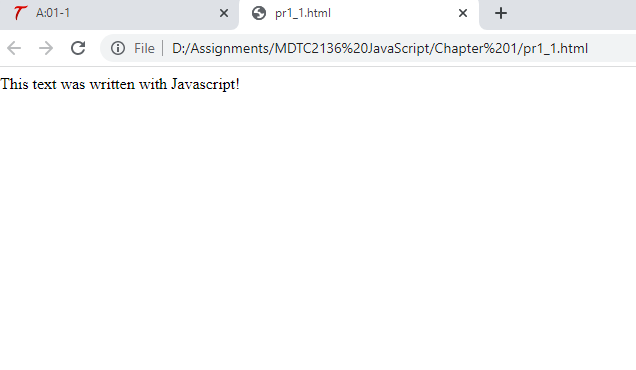 A:01-1
pr1_1.html
File
D:/Assignments/MDTC2136%20JavaScript/Chapter%201/pr1_1.html
This text was written with Javascript!